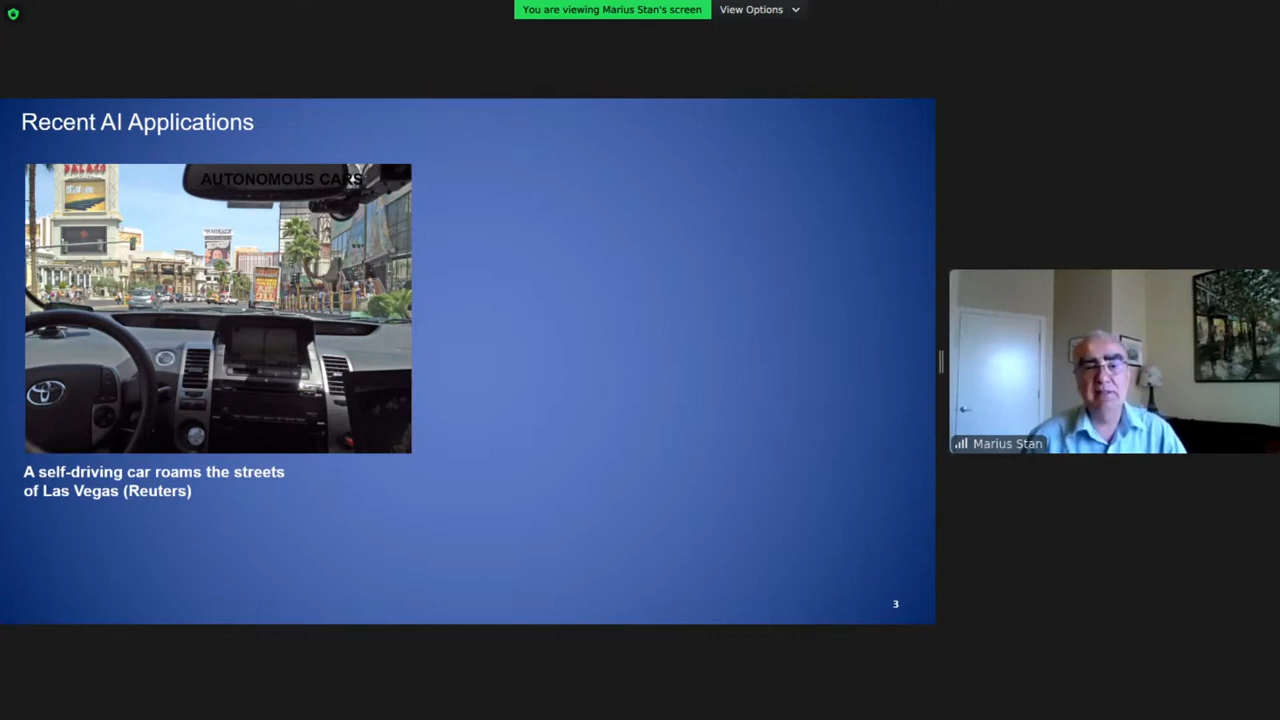 You are viewing Marius Stan's screen
View Options
Recent AI Applications
AUTONOMOUS CARS
A self-driving car roams the streets
of Las Vegas (Reuters)
3
Marius Stan